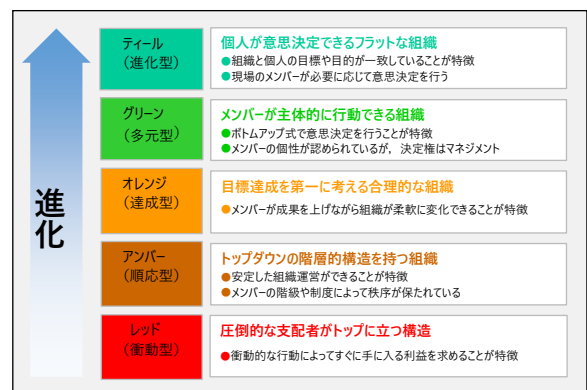 進化
ティール
（進化型）
個人が意思決定できるフラットな組織
●組織と個人の目標や目的が一致していることが特徴
●現場のメンバーが必要に応じて意思決定を行う
グリーン
（多元型）
メンバーが主体的に行動できる組織
●ボトムアップ式で意思決定を行うことが特徴
●メンバーの個性が認められているが，決定権はマネジメント
オレンジ
（達成型）
目標達成を第一に考える合理的な組織
●メンバーが成果を上げながら組織が柔軟に変化できることが特徴
アンバー
（順応型）
トップダウンの階層的構造を持つ組織
●安定した組織運営ができることが特徴
●メンバーの階級や制度によって秩序が保たれている
レッド
（衝動型）
圧倒的な支配者がトップに立つ構造
●衝動的な行動によってすぐに手に入る利益を求めることが特徴